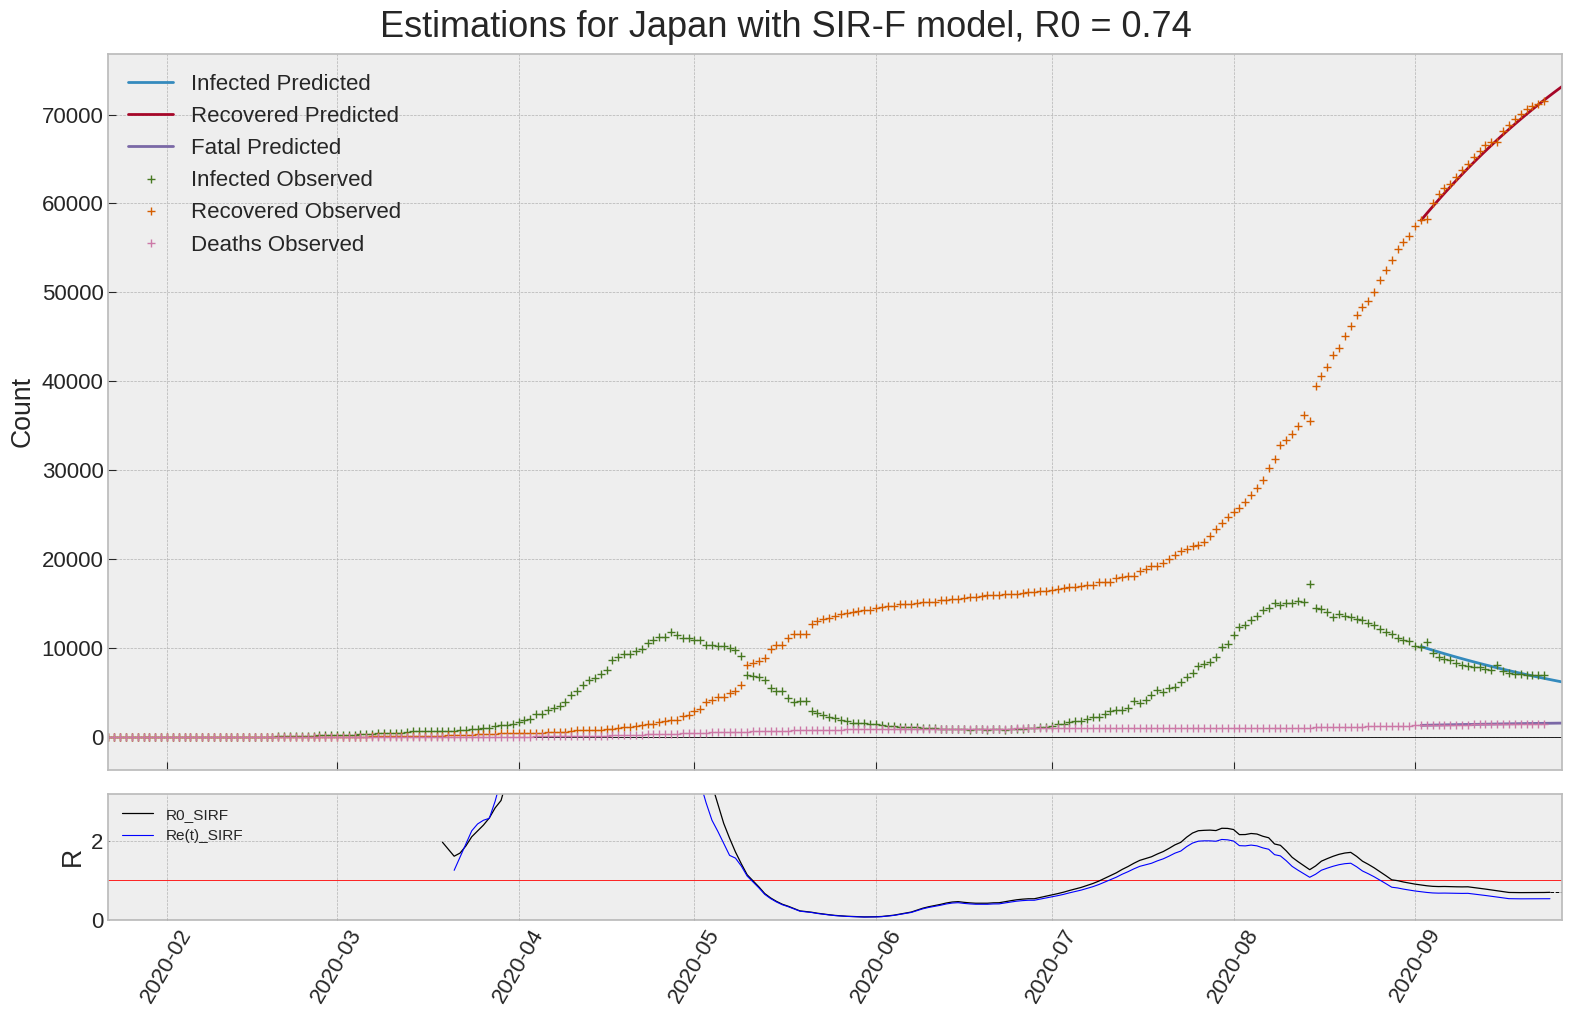 Estimations for Japan with SIR-F model, R0 = 0.74
Infected Predicted
Recovered Predicted
Fatal Predicted
Infected Observed
Recovered Observed
Deaths Observed
Count
70000
60000
50000
40000
30000
20000
10000
0
R0_SIRF
Re(t)_SIRF
R
2
0
2020-02
2020-03
2020-04
2020-05
2020-06
2020-07
2020-08
2020-09